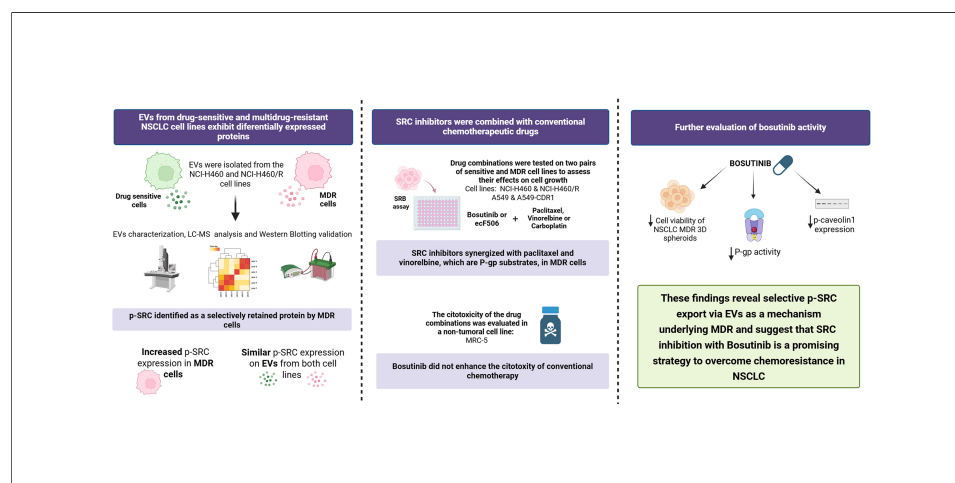 EVs from drug-sensitive and multidrug-resistant
NSCLC cell lines exhibit diferentially expressed
proteins
EVs were isolated from the
NCI-H460 and NCI-H460/R
cell lines
Drug sensitive
cells
MDR
cells
EVs characterization, LC-MS analysis and Western Blotting validation
p-SRC identified as a selectively retained protein by MDR
cells
Increased p-SRC
expression in MDR
cells
Similar p-SRC expression
on EVs from both cell
lines
SRC inhibitors were combined with conventional
chemotherapeutic drugs
Drug combinations were tested on two pairs
of sensitive and MDR cell lines to assess
their effects on cell growth
Cell lines: NCI-H460 & NCI-H460/R
A549 & A549-CDR1
SRB
assay
Bosutinib or
ecF506
+
Paclitaxel,
Vinorelbine or
Carboplatin
SRC inhibitors synergized with paclitaxel and
vinorelbine, which are P-gp substrates, in MDR cells
The citotoxicity of the drug
combinations was evaluated in
a non-tumoral cell line:
MRC-5
Bosutinib did not enhance the citotoxity of conventional
chemotherapy
Further evaluation of bosutinib activity
BOSUTINIB
Cell viability of
NSCLC MDR 3D
spheroids
P-gp activity
p-caveolin1
expression
These findings reveal selective p-SRC
export via EVs as a mechanism
underlying MDR and suggest that SRC
inhibition with Bosutinib is a promising
strategy to overcome chemoresistance in
NSCLC